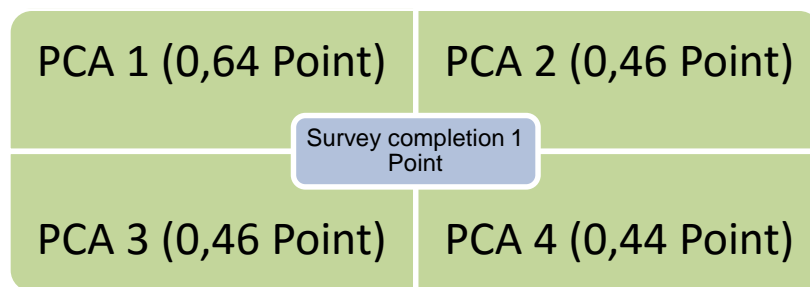 PCA 1 (0,64 Point)
PCA 2 (0,46 Point)
Survey completion 1
Point
PCA 3 (0,46 Point)
PCA 4 (0,44 Point)